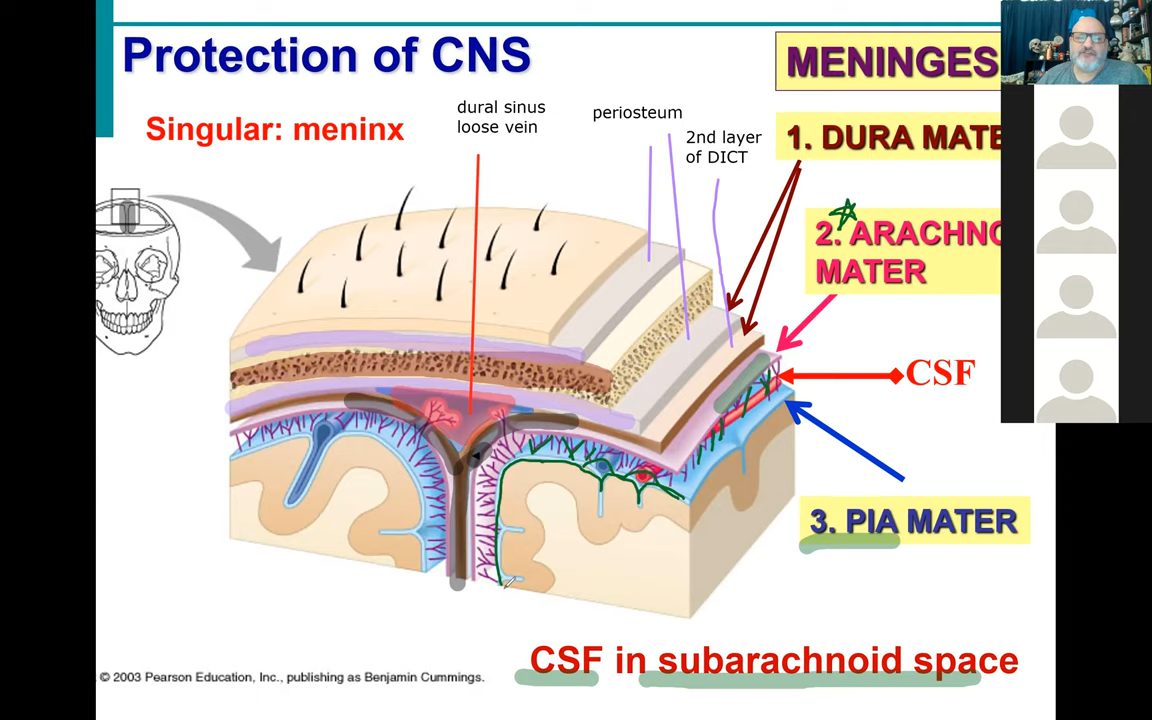 Protection of CNS
MENINGES
Singular: meninx
dural sinus
loose vein
periosteum
2nd layer
of DICT
1. DURA MATE
2. ARACHNO
MATER
CSF
3. PIA MATER
CSF in subarachnoid space
© 2003 Pearson Education, Inc., publishing as Benjamin Cummings.